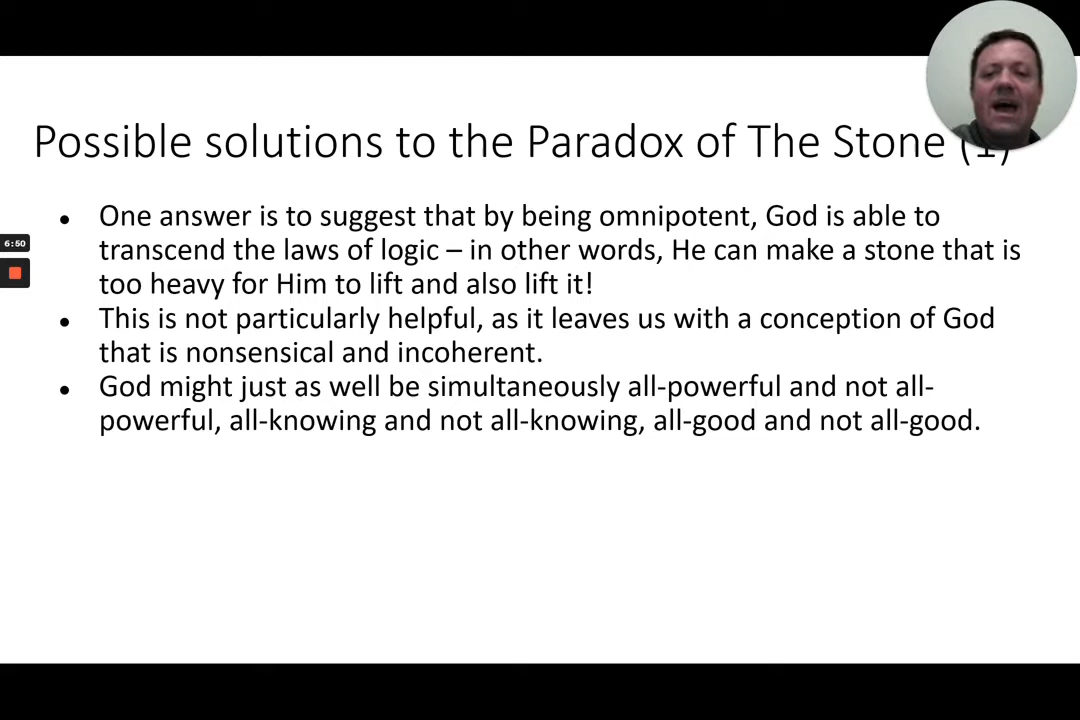 Possible solutions to the Paradox of The Stone (1)
One answer is to suggest that by being omnipotent, God is able to
transcend the laws of logic – in other words, He can make a stone that is
too heavy for Him to lift and also lift it!
This is not particularly helpful, as it leaves us with a conception of God
that is nonsensical and incoherent.
God might just as well be simultaneously all-powerful and not all-
powerful, all-knowing and not all-knowing, all-good and not all-good.
6:50